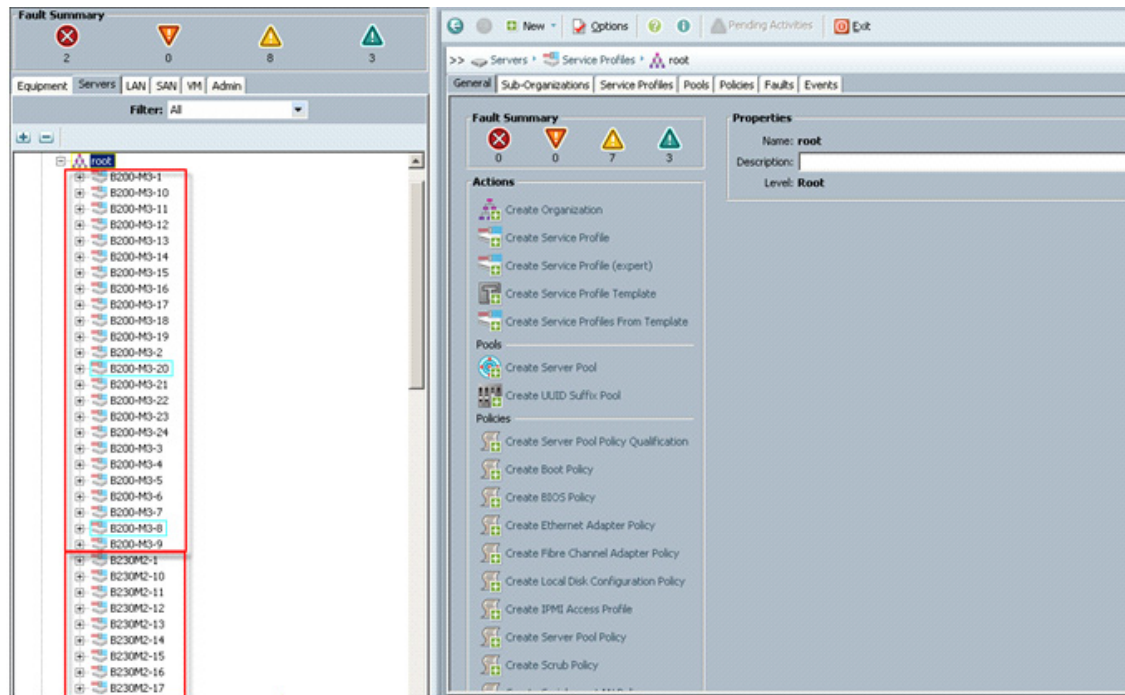 Fault Summary
2 0 8 3
Equipment Servers LAN SAN VM Admin
Filter: All
root
B200-M3-1
B200-M3-10
B200-M3-11
B200-M3-12
B200-M3-13
B200-M3-14
B200-M3-15
B200-M3-16
B200-M3-17
B200-M3-18
B200-M3-19
B200-M3-2
B200-M3-20
B200-M3-21
B200-M3-22
B200-M3-23
B200-M3-24
B200-M3-3
B200-M3-4
B200-M3-5
B200-M3-6
B200-M3-7
B200-M3-8
B200-M3-9
B230M2-1
B230M2-10
B230M2-11
B230M2-12
B230M2-13
B230M2-14
B230M2-15
B230M2-16
B230M2-17
New Options Pending Activities Exit
>> Servers Service Profiles root
General Sub-Organizations Service Profiles Pools Policies Faults Events
Fault Summary
0 0 7 3
Actions
Create Organization
Create Service Profile
Create Service Profile (expert)
Create Service Profile Template
Create Service Profiles From Template
Pools
Create Server Pool
Create UUID Suffix Pool
Policies
Create Server Pool Policy Qualification
Create Boot Policy
Create BIOS Policy
Create Ethernet Adapter Policy
Create Fibre Channel Adapter Policy
Create Local Disk Configuration Policy
Create IPMI Access Profile
Create Server Pool Policy
Create Scrub Policy
Properties
Name: root
Description:
Level: Root